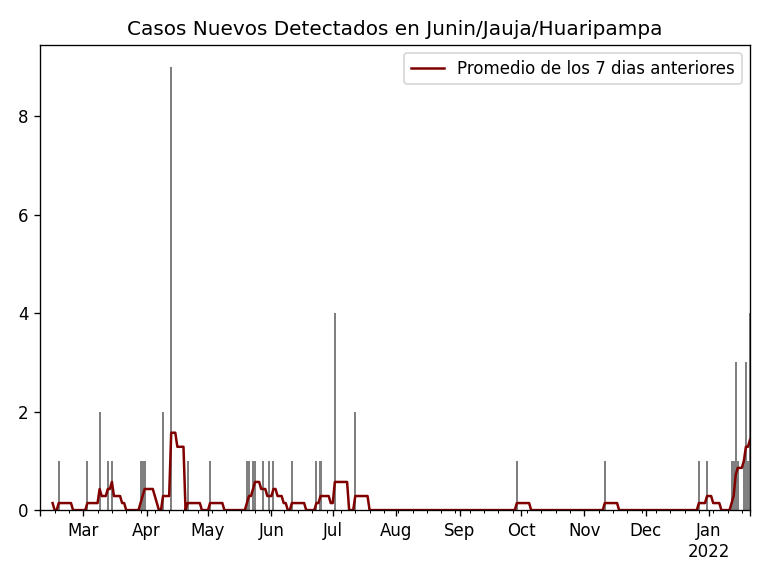 Casos Nuevos Detectados en Junin/Jauja/Huaripampa
Promedio de los 7 dias anteriores
8
6
4
2
0
Mar Apr May Jun Jul Aug Sep Oct Nov Dec Jan
2022